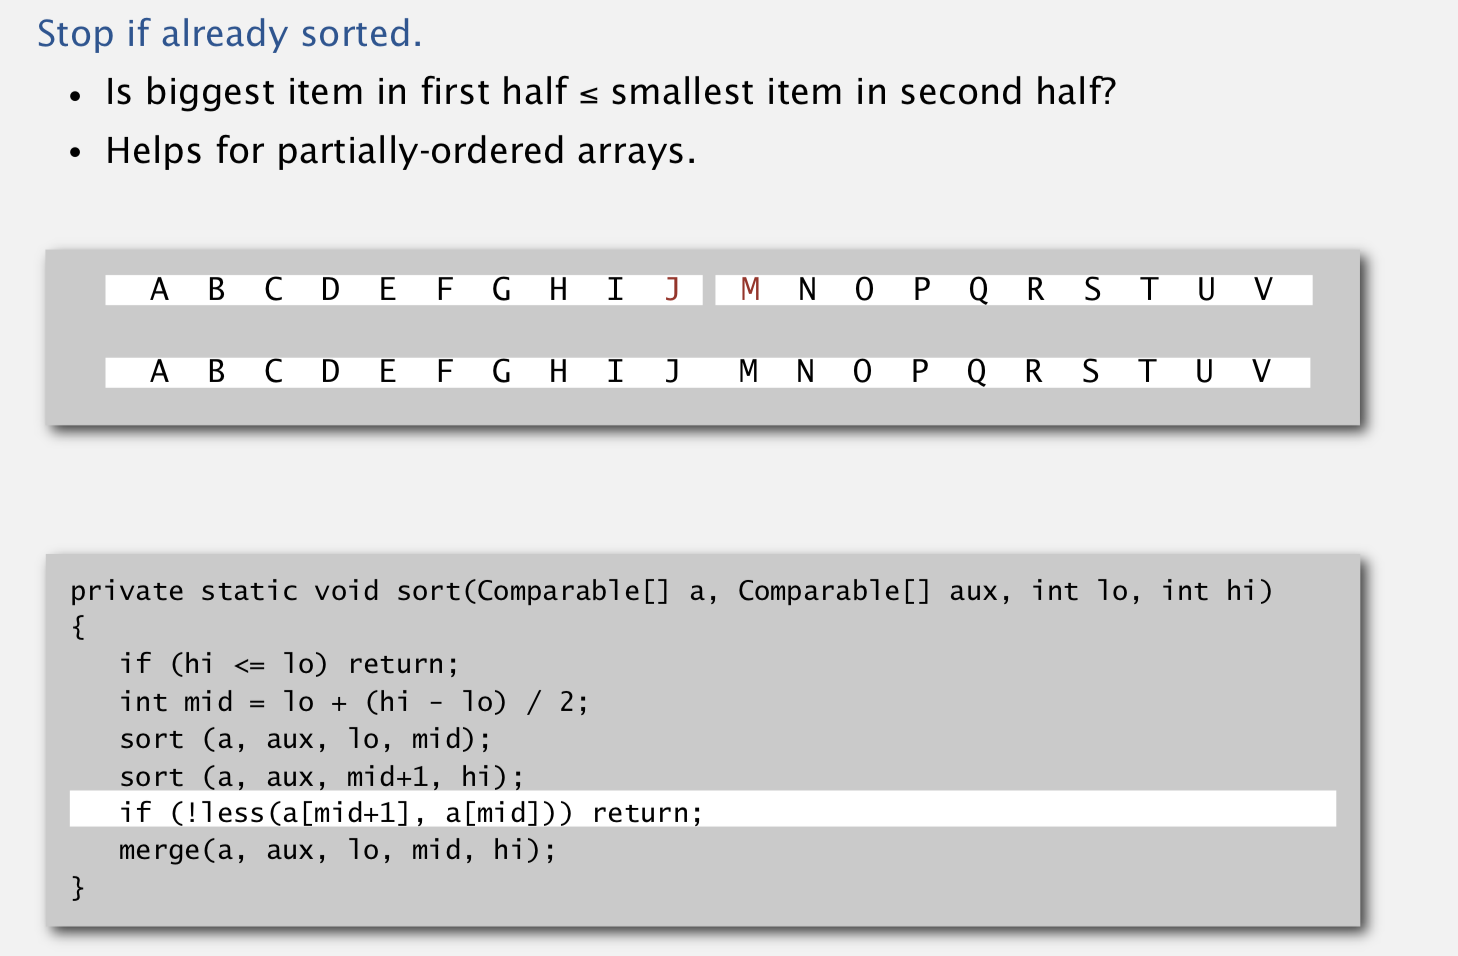 Stop if already sorted.
• Is biggest item in first half ≤ smallest item in second half?
• Helps for partially-ordered arrays.
A B C D E F G H I J M N O P Q R S T U V
A B C D E F G H I J M N O P Q R S T U V
private static void sort(Comparable[] a, Comparable[] aux, int lo, int hi)
{
   if (hi <= lo) return;
   int mid = lo + (hi - lo) / 2;
   sort (a, aux, lo, mid);
   sort (a, aux, mid+1, hi);
   if (!less(a[mid+1], a[mid])) return;
   merge(a, aux, lo, mid, hi);
}